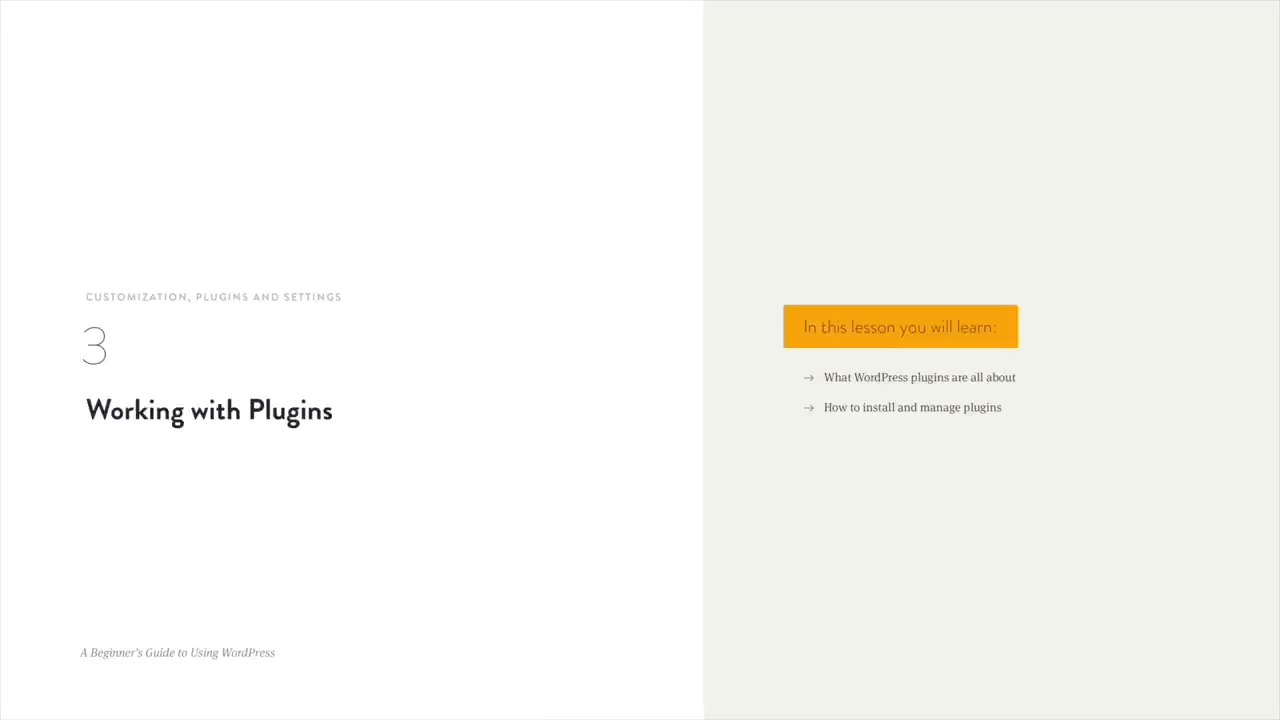 CUSTOMIZATION, PLUGINS AND SETTINGS
3
Working with Plugins
A Beginner's Guide to Using WordPress
In this lesson you will learn:
→ What WordPress plugins are all about
→ How to install and manage plugins